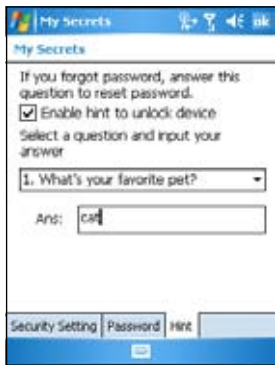 My Secrets
ok
My Secrets
If you forgot password, answer this
question to reset password.
Enable hint to unlock device
Select a question and input your
answer
1. What's your favorite pet?
Ans: cat
Security Setting Password Hint